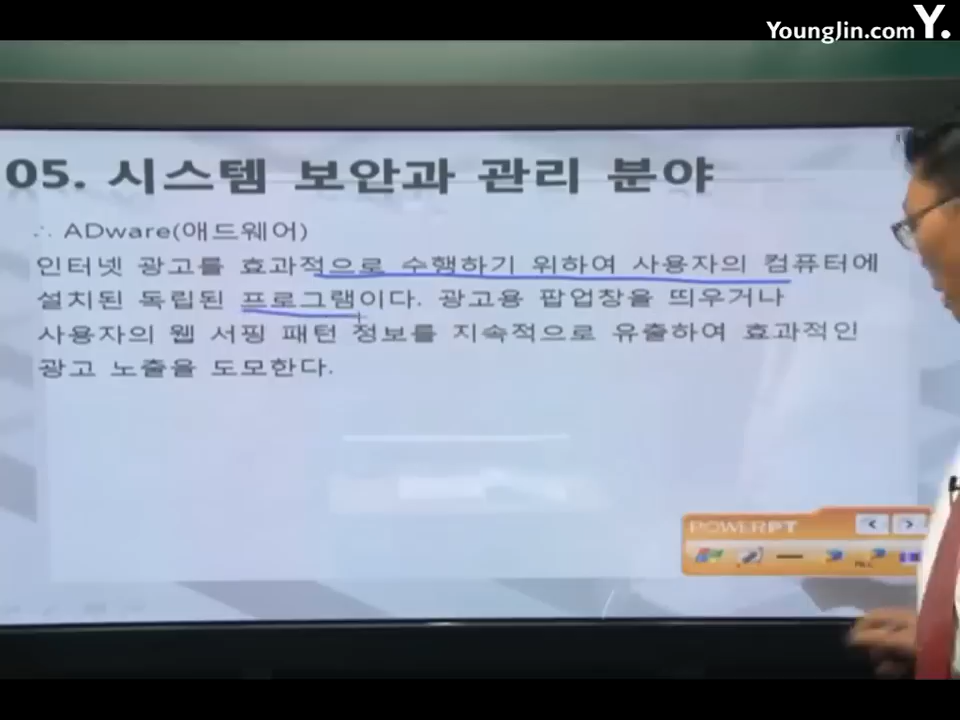 YoungJin.com Y.
05. 시스템 보안과 관리 분야
∴ ADware(애드웨어)
인터넷 광고를 효과적으로 수행하기 위하여 사용자의 컴퓨터에
설치된 독립된 프로그램이다. 광고용 팝업창을 띄우거나
사용자의 웹 서핑 패턴 정보를 지속적으로 유출하여 효과적인
광고 노출을 도모한다.
POWERPT